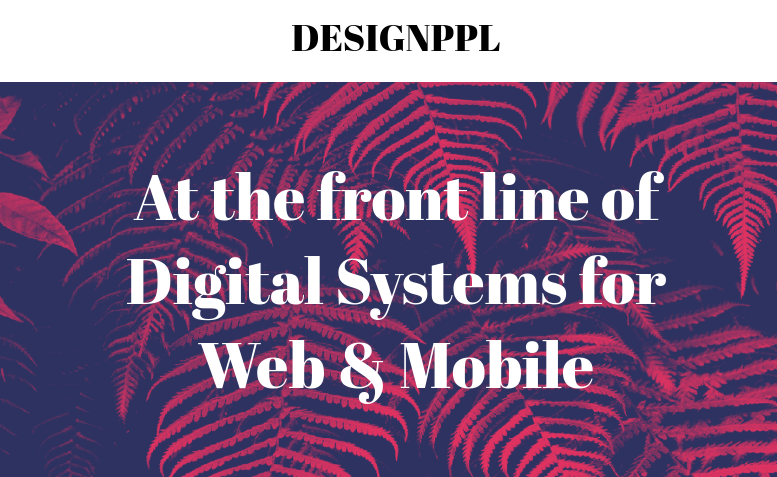 DESIGNPPL
At the front line of
Digital Systems for
Web & Mobile